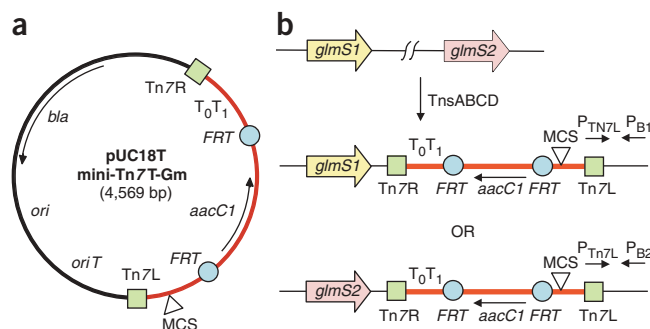 a
Tn7R
T0T1
bla
FRT
pUC18T
mini-Tn7T-Gm
(4,569 bp)
aacC1
ori
oriT
FRT
Tn7L
MCS
b
glmS1
glmS2
TnsABCD
T0T1
MCS
PTN7L
PB1
glmS1
Tn7R
FRT
aacC1
FRT
Tn7L
OR
T0T1
MCS
PTn7L
PB2
glmS2
Tn7R
FRT
aacC1
FRT
Tn7L